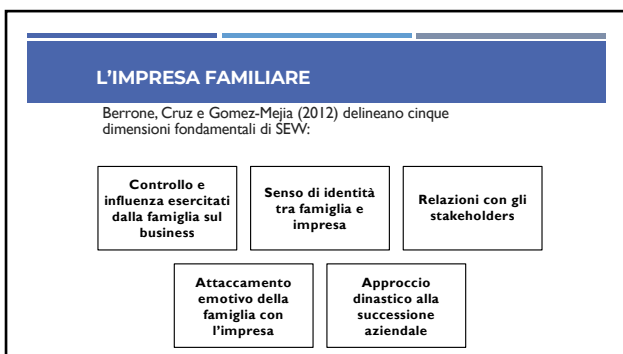 L'IMPRESA FAMILIARE
Berrone, Cruz e Gomez-Mejia (2012) delineano cinque
dimensioni fondamentali di SEW:
Controllo e
influenza esercitati
dalla famiglia sul
business
Senso di identità
tra famiglia e
impresa
Relazioni con gli
stakeholders
Attaccamento
emotivo della
famiglia con
l'impresa
Approccio
dinastico alla
successione
aziendale